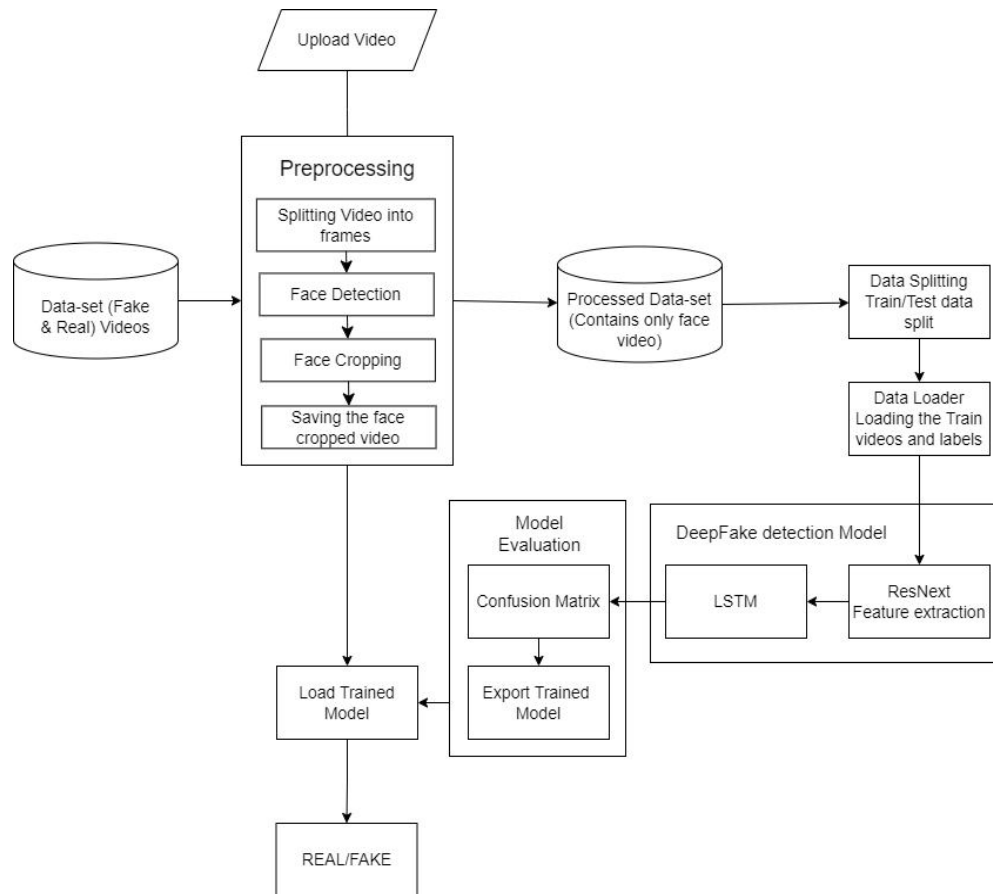 Upload Video
Preprocessing
Splitting Video into
frames
Face Detection
Face Cropping
Saving the face
cropped video
Data-set (Fake
& Real) Videos
Processed Data-set
(Contains only face
video)
Data Splitting
Train/Test data
split
Data Loader
Loading the Train
videos and labels
DeepFake detection Model
ResNext
Feature extraction
LSTM
Model
Evaluation
Confusion Matrix
Export Trained
Model
Load Trained
Model
REAL/FAKE